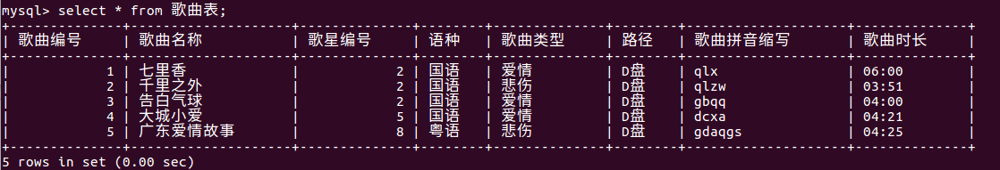 mysql> select * from 歌曲表;
| 歌曲编号 | 歌曲名称 | 歌星编号 | 语种 | 歌曲类型 | 路径 | 歌曲拼音缩写 | 歌曲时长 |
| 1 | 七里香 | 2 | 国语 | 爱情 | D盘 | qlx | 06:00 |
| 2 | 千里之外 | 2 | 国语 | 悲伤 | D盘 | qlzw | 03:51 |
| 3 | 告白气球 | 2 | 国语 | 爱情 | D盘 | gbqq | 04:00 |
| 4 | 大城小爱 | 5 | 国语 | 爱情 | D盘 | dcxa | 04:21 |
| 5 | 广东爱情故事 | 8 | 粤语 | 悲伤 | D盘 | gdaqgs | 04:25 |
5 rows in set (0.00 sec)